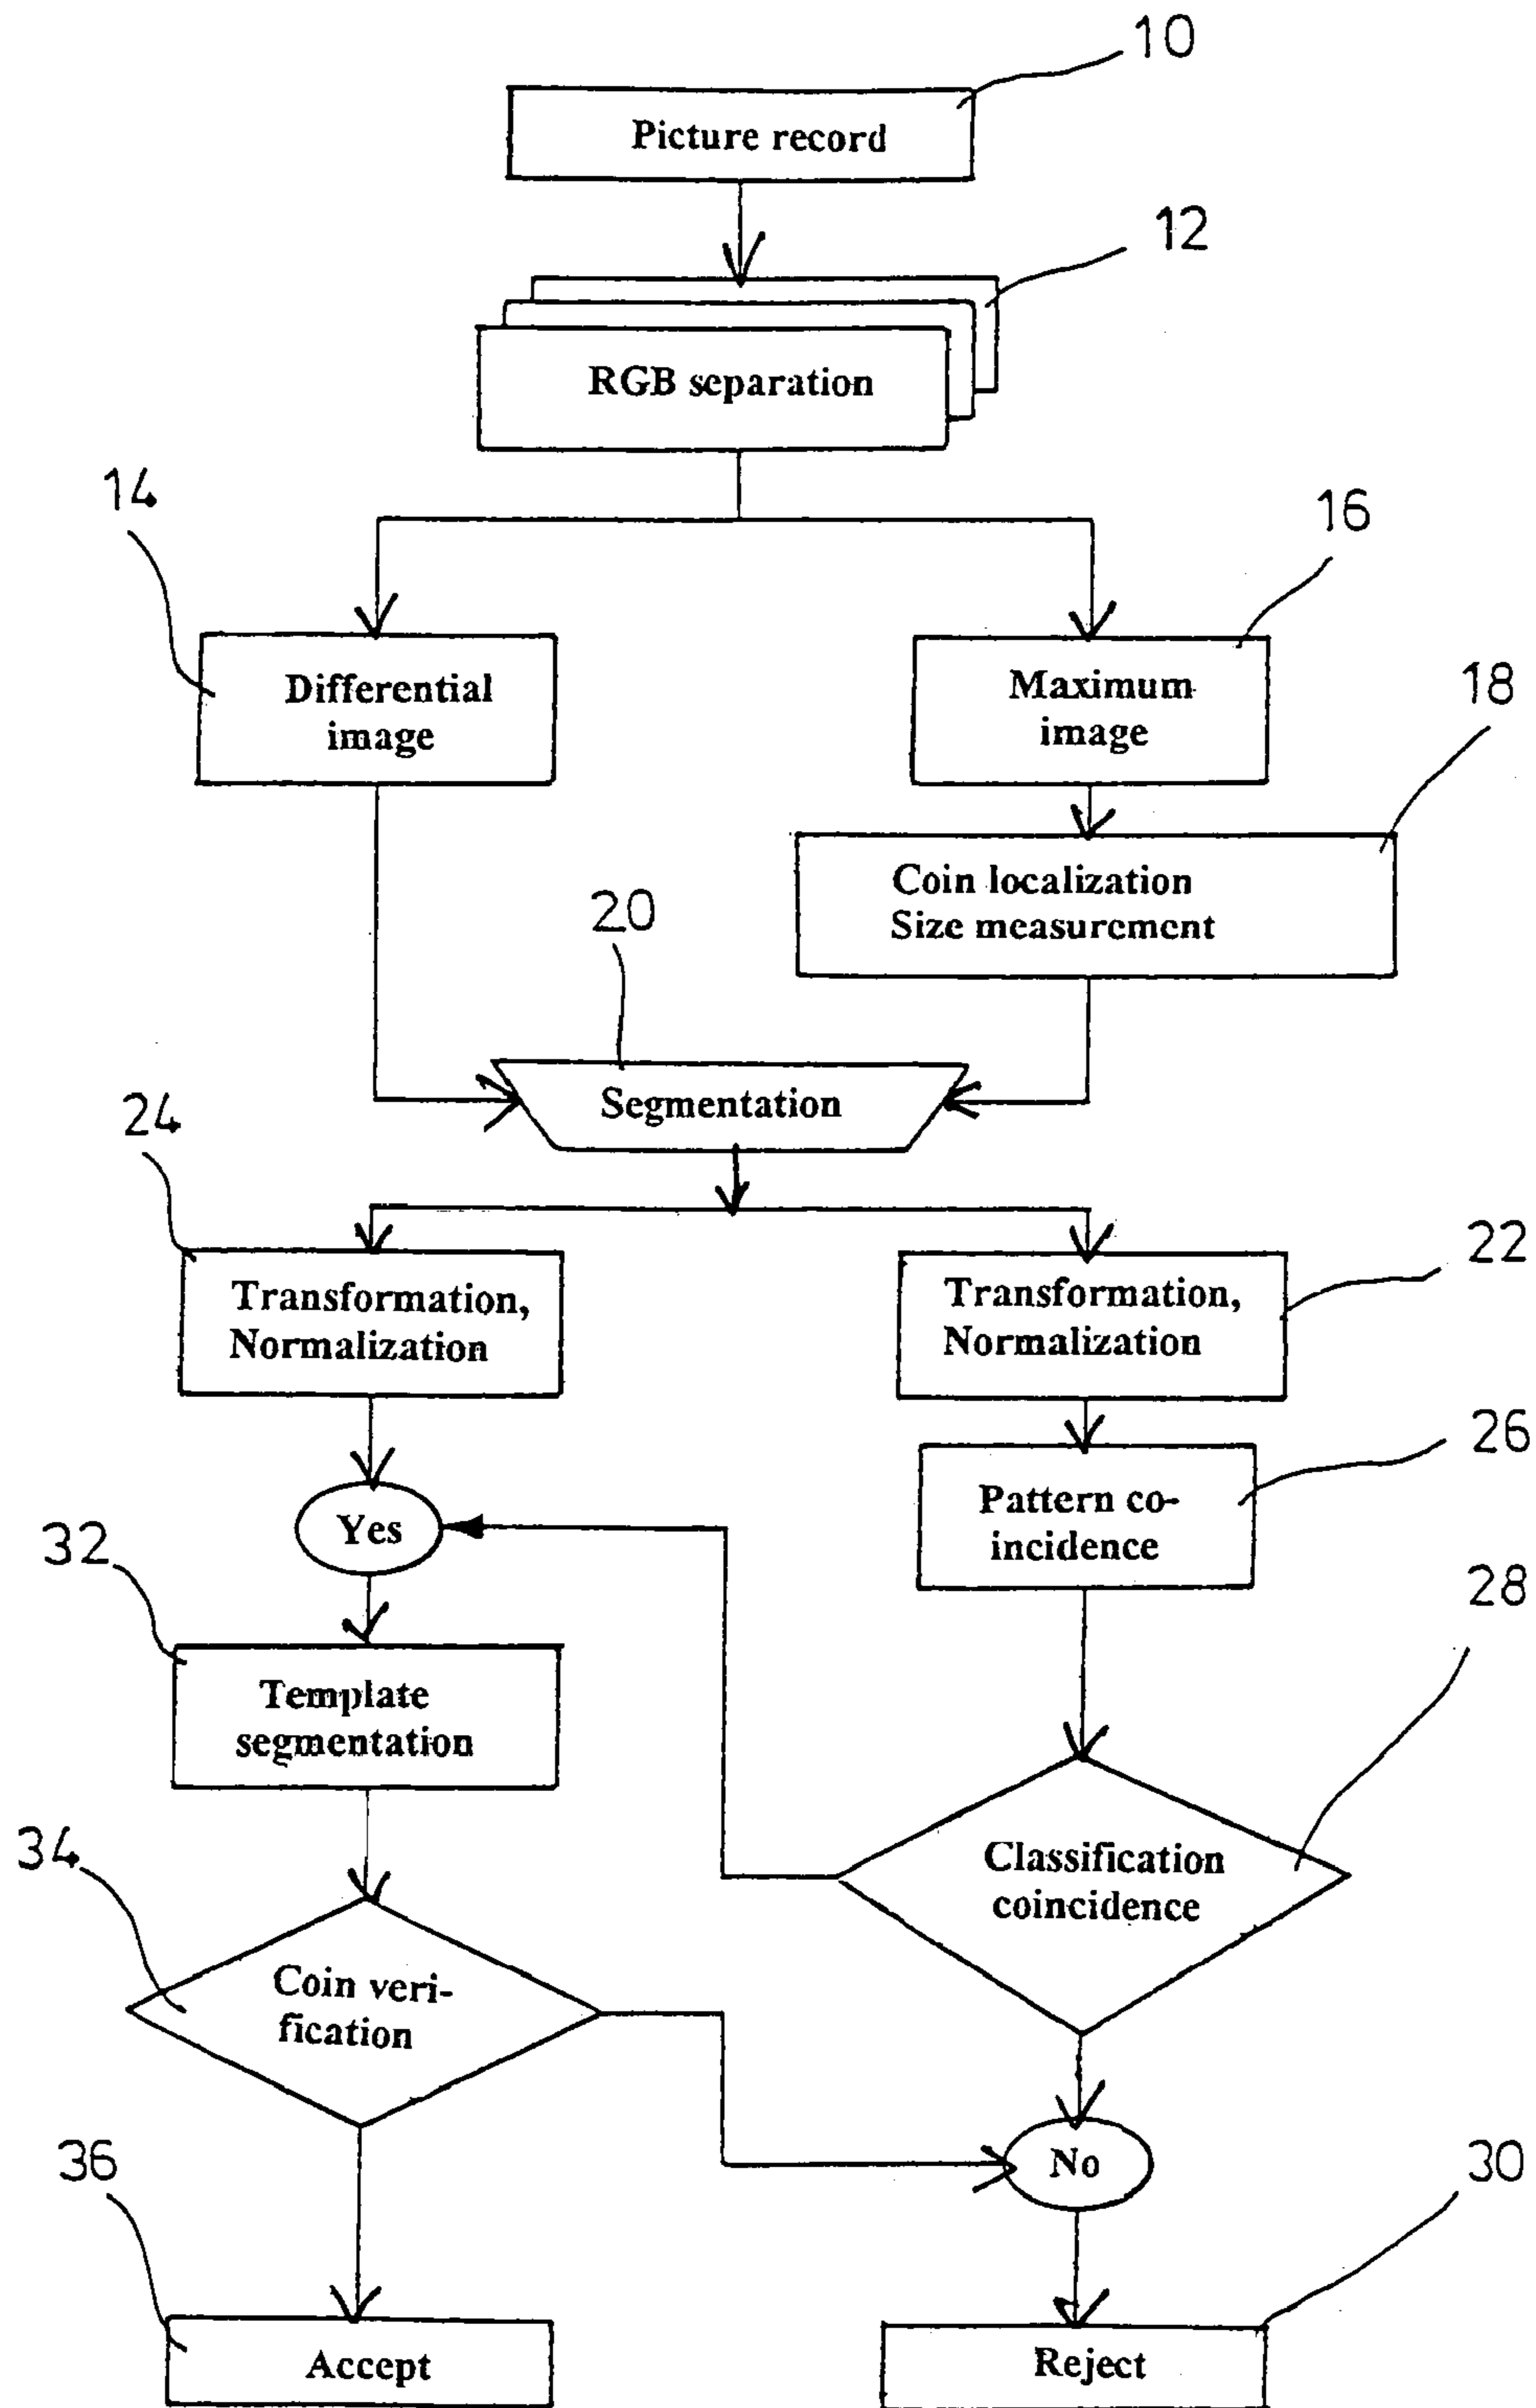 10
Picture record
12
RGB separation
14
16
Differential
image
Maximum
image
18
Coin localization
Size measurement
20
Segmentation
24
22
Transformation,
Normalization
Transformation,
Normalization
26
Pattern co-
incidence
Yes
28
32
Template
segmentation
Classification
coincidence
34
Coin veri-
fication
No
36
30
Accept
Reject